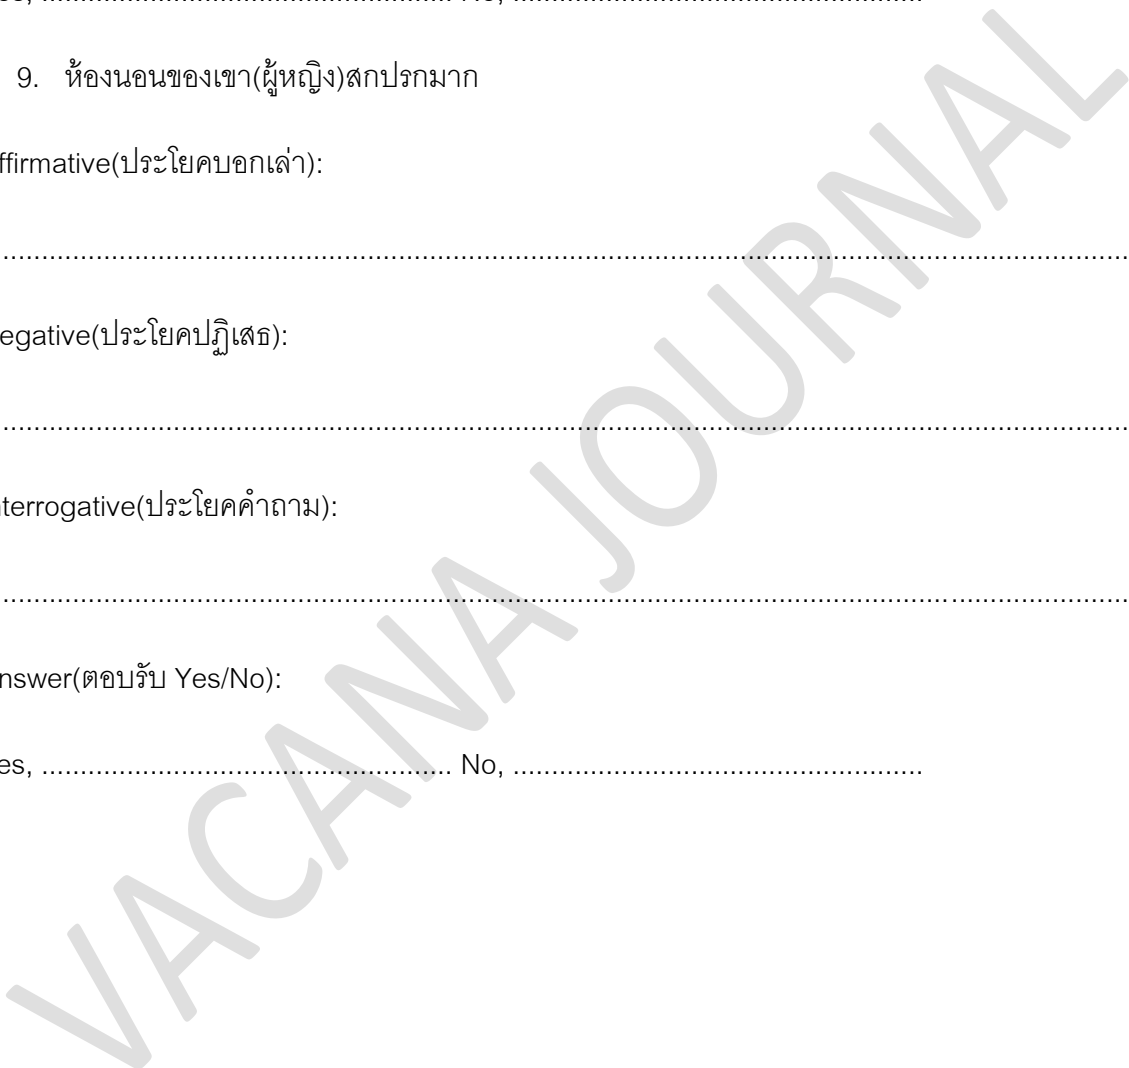 es, ..................................................... No, .....................................................
9. ห้องนอนของเขา(ผู้หญิง)สกปรกมาก
ffirmative(ประโยคบอกเล่า):
..................................................................................................................................................
egative(ประโยคปฏิเสธ):
..................................................................................................................................................
nterrogative(ประโยคคำถาม):
..................................................................................................................................................
nswer(ตอบรับ Yes/No):
es, ..................................................... No, .....................................................
VACANA JOURNAL